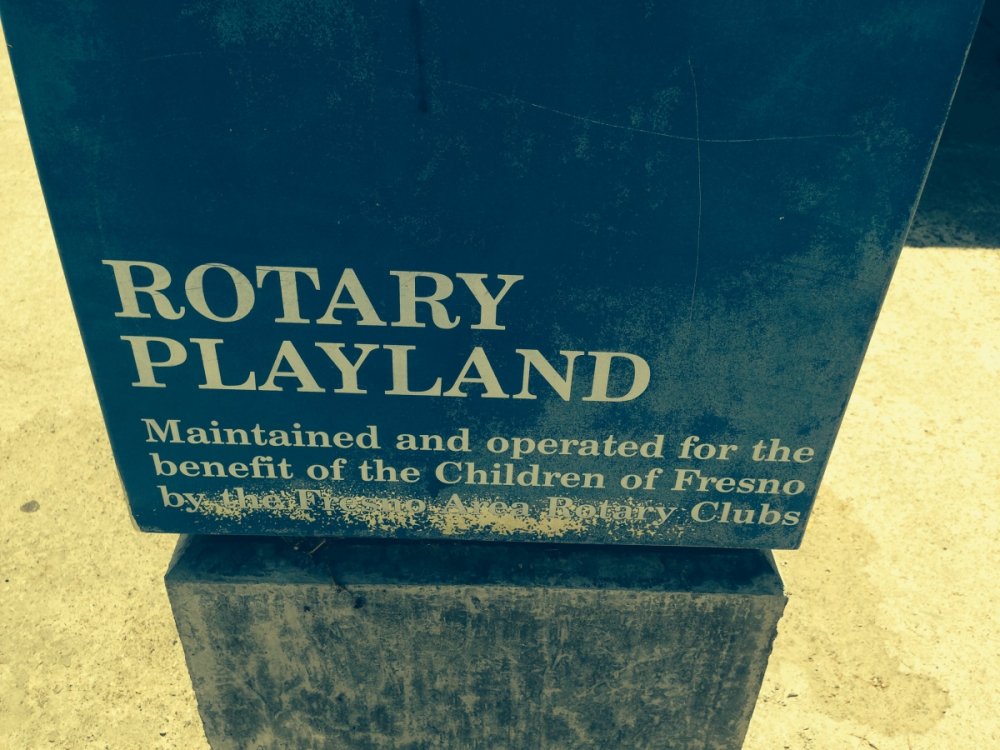 ROTARY
PLAYLAND
Maintained and operated for the
benefit of the Children of Fresno
by the Fresno Area Rotary Clubs